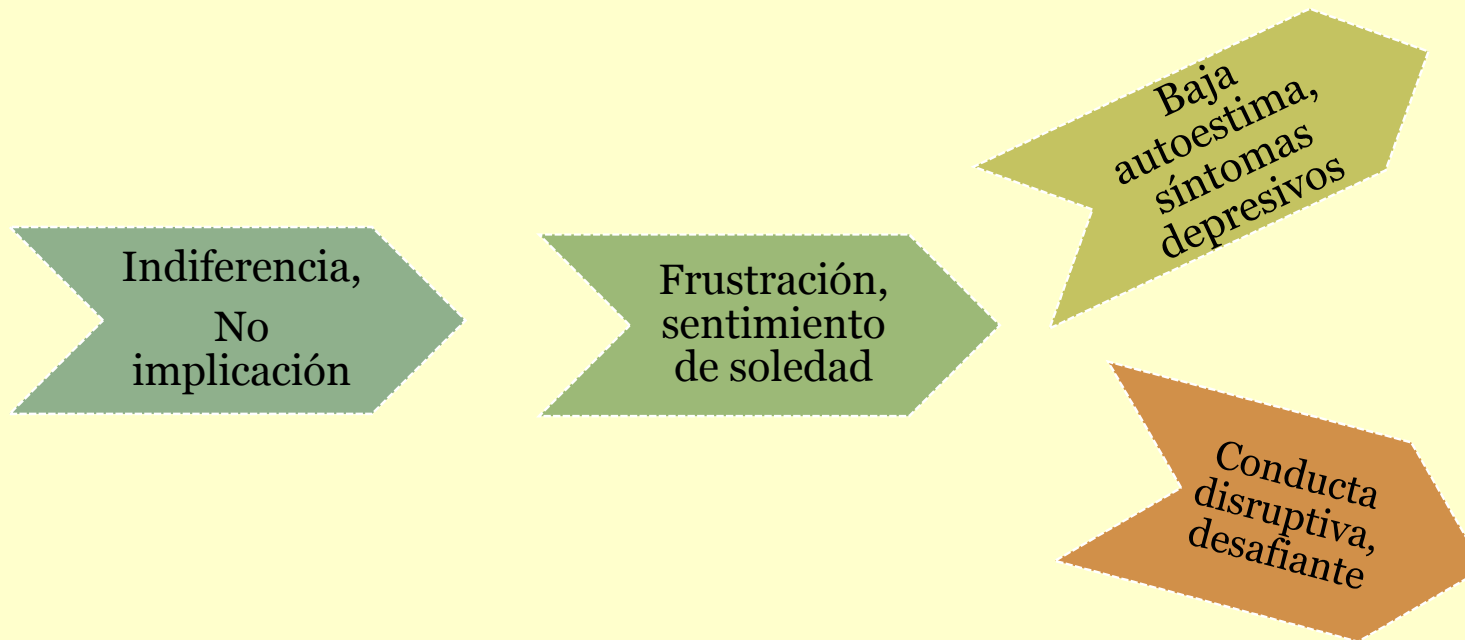 Indiferencia,
No
implicación
Frustración,
sentimiento
de soledad
Baja
autoestima,
síntomas
depresivos
Conducta
disruptiva,
desafiante